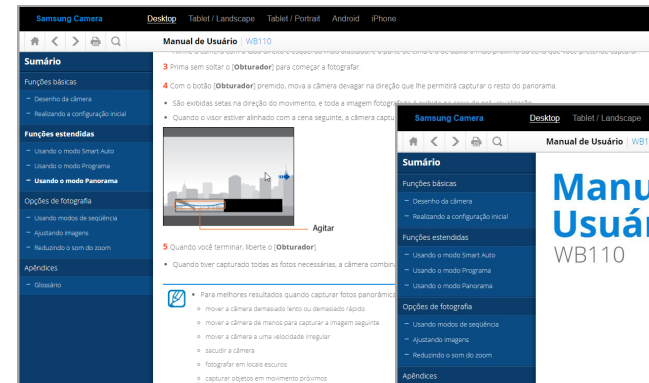 Samsung Camera Desktop Tablet / Landscape Tablet / Portrait Android iPhone
Manual de Usuário | WB110
Sumário
Funções básicas
– Desenho da câmera
– Realizando a configuração inicial
Funções estendidas
– Usando o modo Smart Auto
– Usando o modo Programa
– Usando o modo Panorama
Opções de fotografia
– Usando modos de seqüência
– Ajustando imagens
– Reduzindo o som do zoom
Apêndices
– Glossário
3 Prima sem soltar o [Obturador] para começar a fotografar.
4 Com o botão [Obturador] premido, mova a câmera devagar na direção que lhe permitirá capturar o resto do panorama.
• São exibidas setas na direção do movimento, e toda a imagem
• Quando o visor estiver alinhado com a cena seguinte, a câmera captu
Agitar
5 Quando você terminar, liberte o [Obturador].
• Quando tiver capturado todas as fotos necessárias, a câmera combin
• Para melhores resultados quando capturar fotos panorâmica
mover a câmera demasiado lento ou demasiado rápido
mover a câmera de menos para capturar a imagem seguinte
mover a câmera a uma velocidade irregular
sacudir a câmera
fotografar em locais escuros
capturar objetos em movimento próximos
Samsung Camera Desktop Tablet / Landscape
Manual de Usuário | WB1
Sumário
Funções básicas
– Desenho da câmera
– Realizando a configuração inicial
Funções estendidas
– Usando o modo Smart Auto
– Usando o modo Programa
– Usando o modo Panorama
Opções de fotografia
– Usando modos de seqüência
– Ajustando imagens
– Reduzindo o som do zoom
Apêndices
Manu
Usuár
WB110